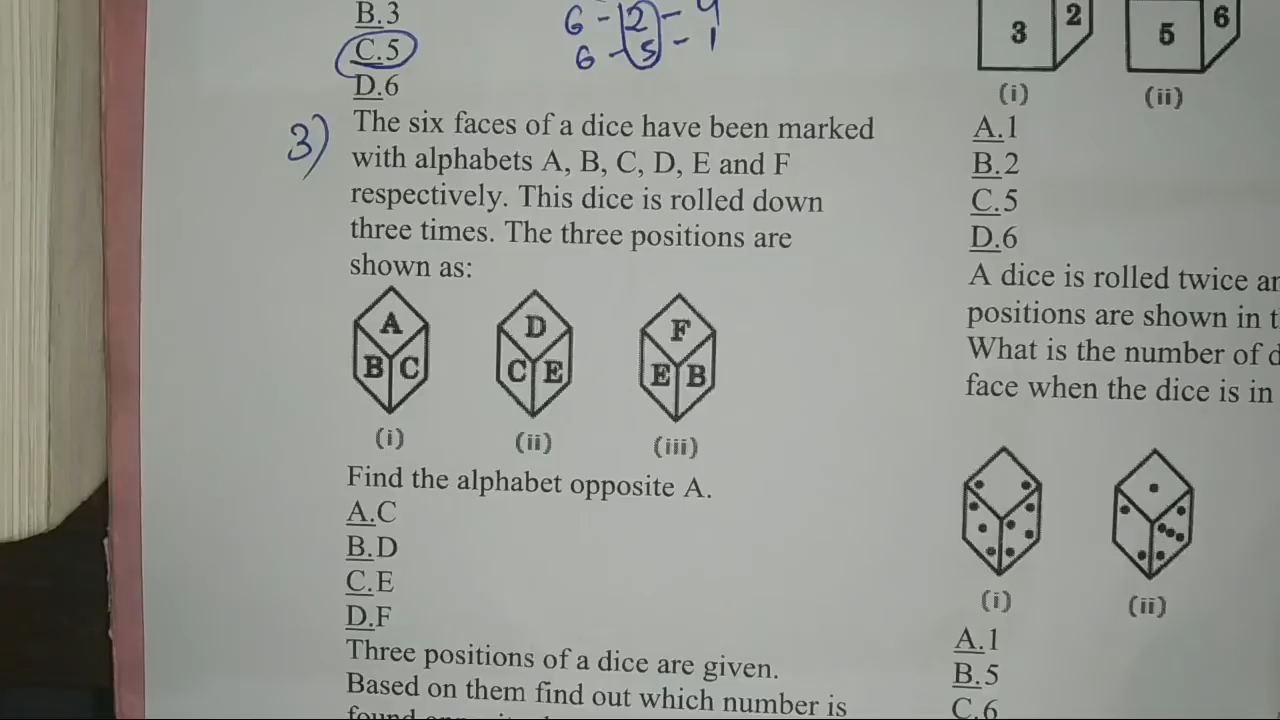 B.3
C.5
D.6
6 - 2 - 4
6 - 5 - 1
3)
The six faces of a dice have been marked
with alphabets A, B, C, D, E and F
respectively. This dice is rolled down
three times. The three positions are
shown as:
A
B C
D
C E
F
E B
(i)
(ii)
(iii)
Find the alphabet opposite A.
A.C
B.D
C.E
D.F
Three positions of a dice are given.
Based on them find out which number is
3 2
5 6
(i)
(ii)
A.1
B.2
C.5
D.6
A dice is rolled twice
positions are shown in
What is the number of
face when the dice is in
(i)
(ii)
A.1
B.5
C.6